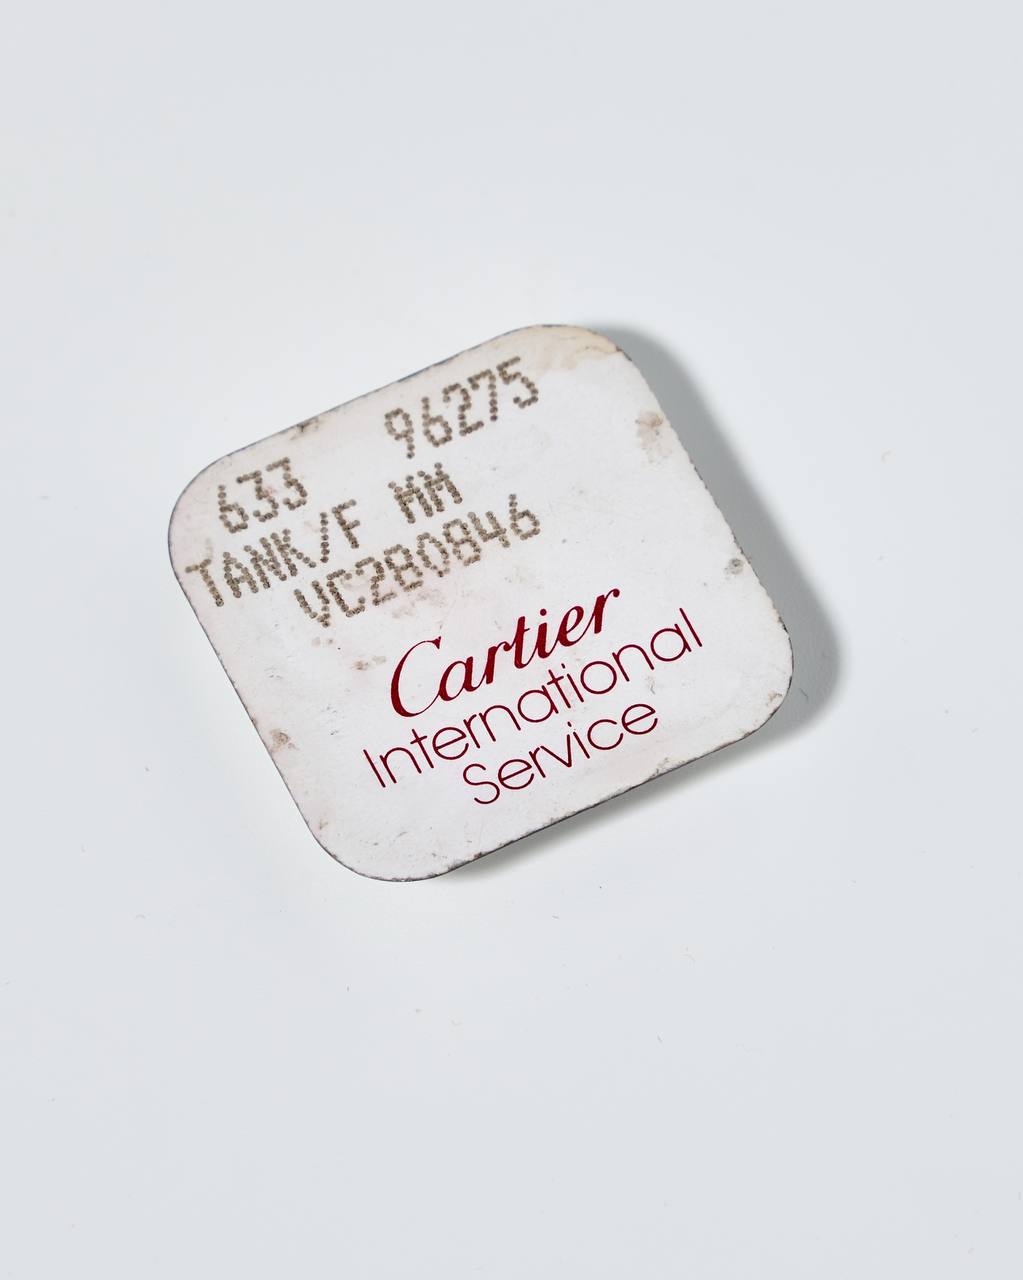 633 96275
TANK/F MM
VC280846
Cartier
International
Service